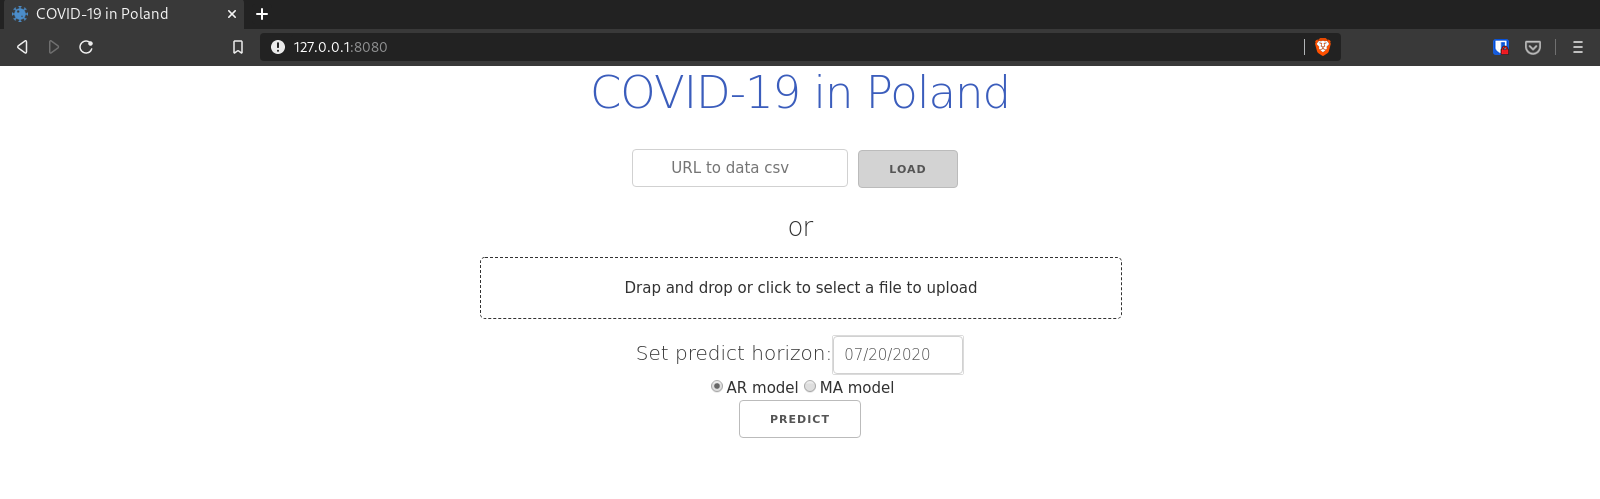 COVID-19 in Poland
127.0.0.1:8080
COVID-19 in Poland
URL to data csv LOAD
or
Drap and drop or click to select a file to upload
Set predict horizon: 07/20/2020
AR model MA model
PREDICT